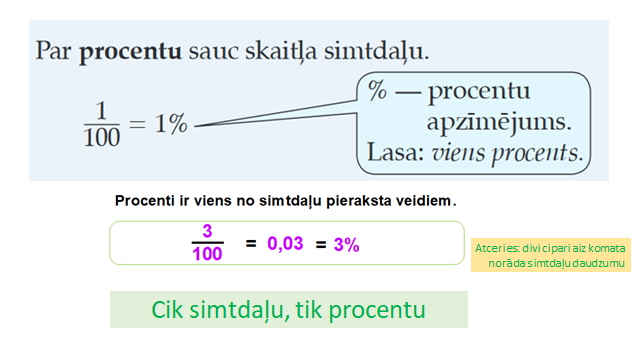 Par procentu sauc skaitļa simtdaļu.
1/100 = 1%
% — procentu
apzīmējums.
Lasa: viens procents.
Procenti ir viens no simtdaļu pieraksta veidiem.
3/100 = 0,03 = 3%
Atceries: divi cipari aiz komata
norāda simtdaļu daudzumu
Cik simtdaļu, tik procentu